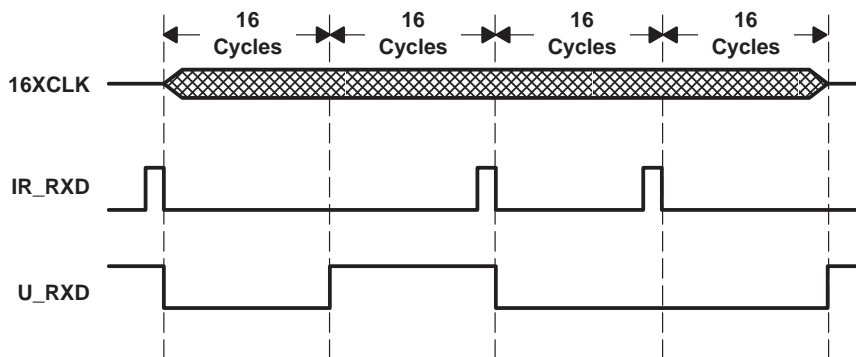 16 Cycles
16 Cycles
16 Cycles
16 Cycles
16XCLK
IR_RXD
U_RXD